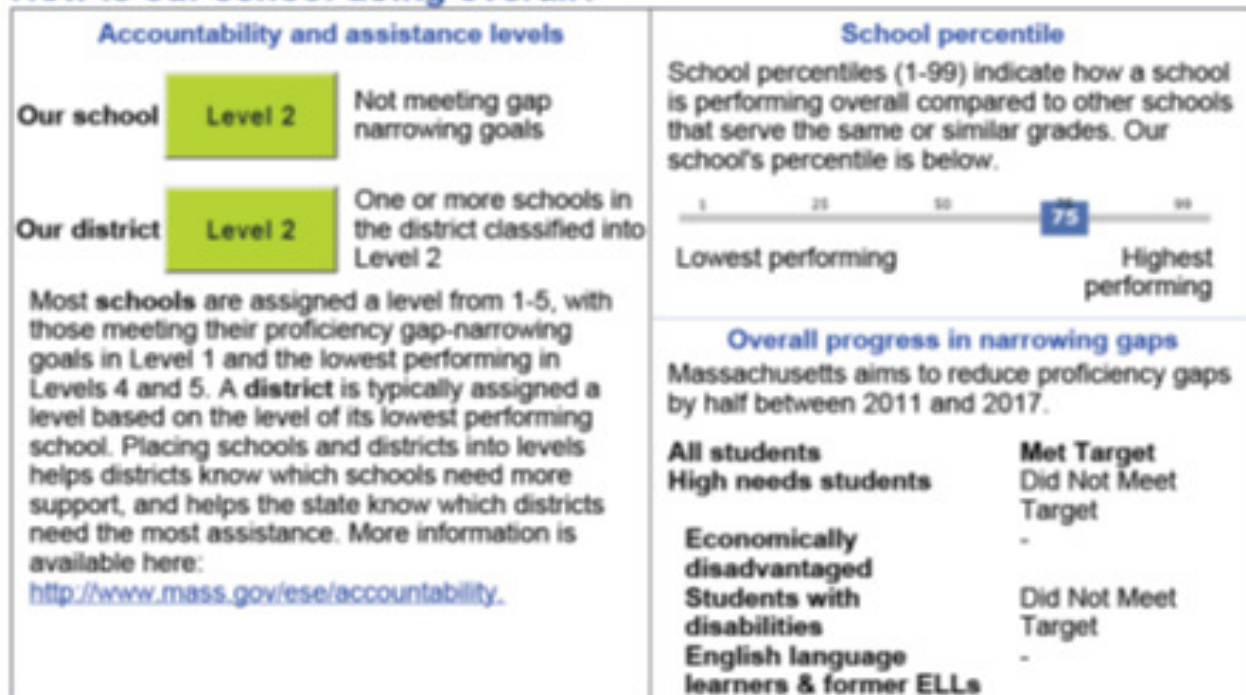 Accountability and assistance levels
Our school
Level 2
Not meeting gap
narrowing goals
Our district
Level 2
One or more schools in
the district classified into
Level 2
Most schools are assigned a level from 1-5, with
those meeting their proficiency gap-narrowing
goals in Level 1 and the lowest performing in
Levels 4 and 5. A district is typically assigned a
level based on the level of its lowest performing
school. Placing schools and districts into levels
helps districts know which schools need more
support, and helps the state know which districts
need the most assistance. More information is
available here:
http://www.mass.gov/ese/accountability.
School percentile
School percentiles (1-99) indicate how a school
is performing overall compared to other schools
that serve the same or similar grades. Our
school's percentile is below.
1 25 50 99
75
Lowest performing
Highest
performing
Overall progress in narrowing gaps
Massachusetts aims to reduce proficiency gaps
by half between 2011 and 2017.
All students Met Target
High needs students Did Not Meet
Target
Economically -
disadvantaged
Students with Did Not Meet
disabilities Target
English language -
learners & former ELLs